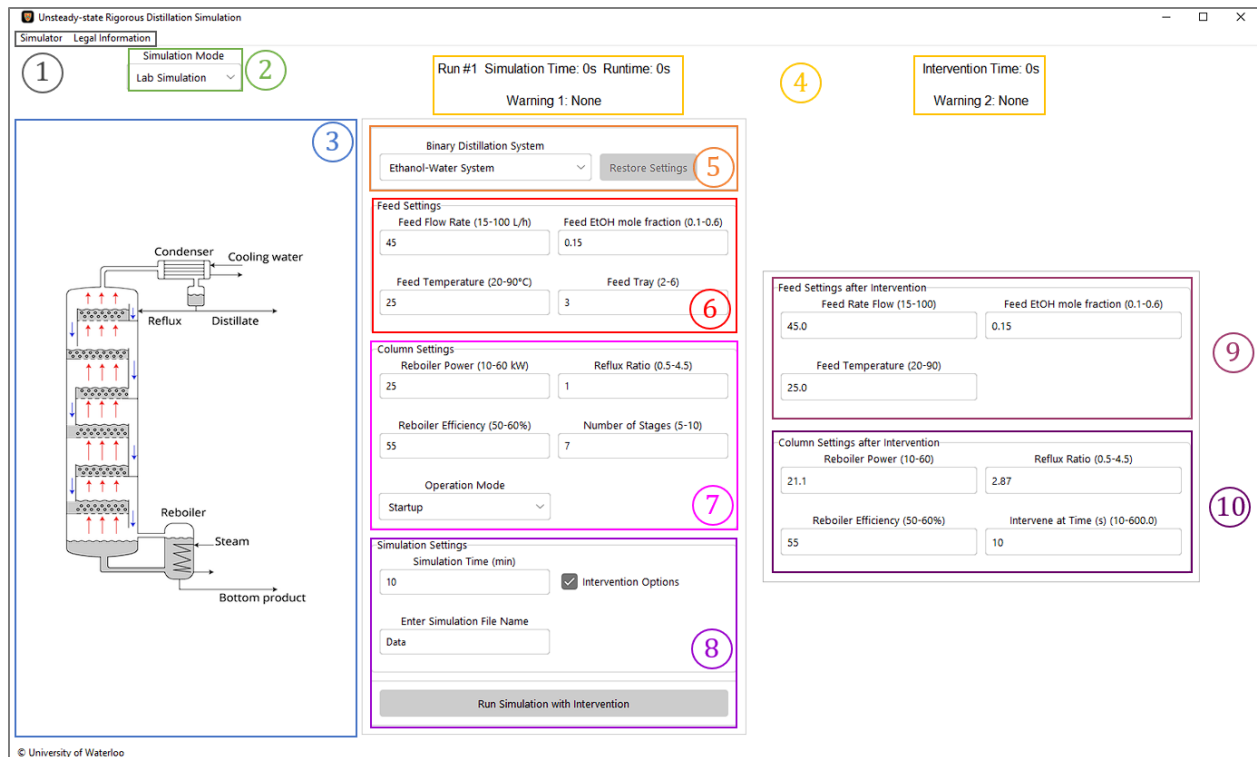 Unsteady-state Rigorous Distillation Simulation
Simulator Legal Information
1
Simulation Mode
Lab Simulation
2
Run #1 Simulation Time: 0s Runtime: 0s
Warning 1: None
4
Intervention Time: 0s
Warning 2: None
3
Condenser
Cooling water
Reflux
Distillate
Reboiler
Steam
Bottom product
Binary Distillation System
Ethanol-Water System
Restore Settings
5
Feed Settings
Feed Flow Rate (15-100 L/h) Feed EtOH mole fraction (0.1-0.6)
45 0.15
Feed Temperature (20-90°C) Feed Tray (2-6)
25 3
6
Column Settings
Reboiler Power (10-60 kW) Reflux Ratio (0.5-4.5)
25 1
Reboiler Efficiency (50-60%) Number of Stages (5-10)
55 7
Operation Mode
Startup
7
Simulation Settings
Simulation Time (min)
10 Intervention Options
Enter Simulation File Name
Data
8
Run Simulation with Intervention
Feed Settings after Intervention
Feed Rate Flow (15-100) Feed EtOH mole fraction (0.1-0.6)
45.0 0.15
Feed Temperature (20-90)
25.0
9
Column Settings after Intervention
Reboiler Power (10-60) Reflux Ratio (0.5-4.5)
21.1 2.87
Reboiler Efficiency (50-60%) Intervene at Time (s) (10-600.0)
55 10
10
© University of Waterloo